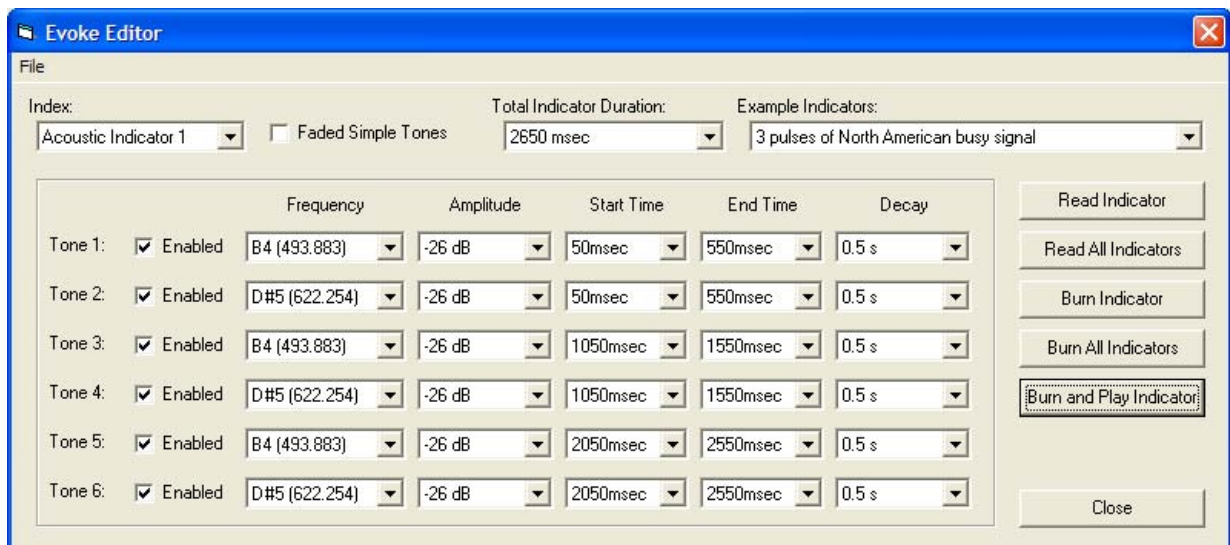 Evoke Editor
File
Index: Total Indicator Duration: Example Indicators:
Acoustic Indicator 1 Faded Simple Tones 2650 msec 3 pulses of North American busy signal
Frequency Amplitude Start Time End Time Decay Read Indicator
Tone 1: Enabled B4 (493.883) -26 dB 50msec 550msec 0.5 s Read All Indicators
Tone 2: Enabled D#5 (622.254) -26 dB 50msec 550msec 0.5 s Burn Indicator
Tone 3: Enabled B4 (493.883) -26 dB 1050msec 1550msec 0.5 s Burn All Indicators
Tone 4: Enabled D#5 (622.254) -26 dB 1050msec 1550msec 0.5 s Burn and Play Indicator
Tone 5: Enabled B4 (493.883) -26 dB 2050msec 2550msec 0.5 s
Tone 6: Enabled D#5 (622.254) -26 dB 2050msec 2550msec 0.5 s Close